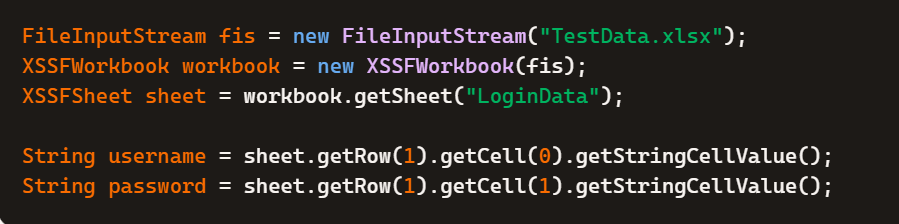 FileInputStream fis = new FileInputStream("TestData.xlsx");
XSSFWorkbook workbook = new XSSFWorkbook(fis);
XSSFSheet sheet = workbook.getSheet("LoginData");
String username = sheet.getRow(1).getCell(0).getStringCellValue();
String password = sheet.getRow(1).getCell(1).getStringCellValue();